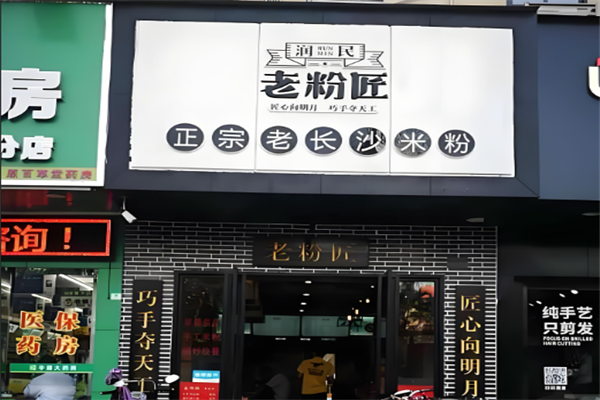 润 RUN MIN 民
老粉匠
匠心向明月 巧手夺天工
正宗老长沙米粉
房
分店
咨询!
医保
药房
老粉匠
巧手夺天工
匠心向明月
纯手艺
只剪发
FOCUS ON SKILLED
HAIR CUTTING